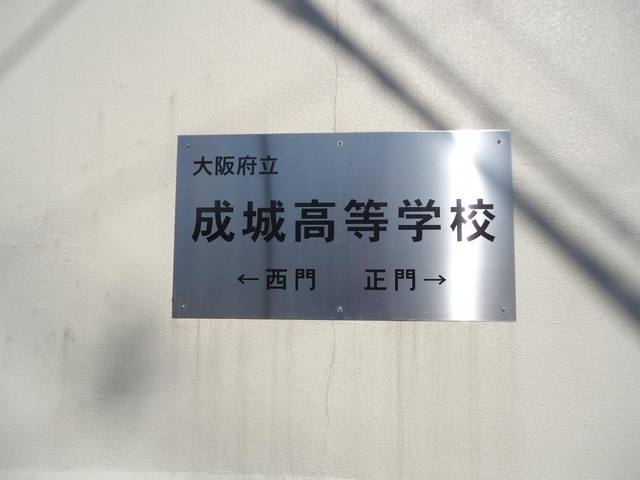 大阪府立
成城高等学校
←西門 正門→